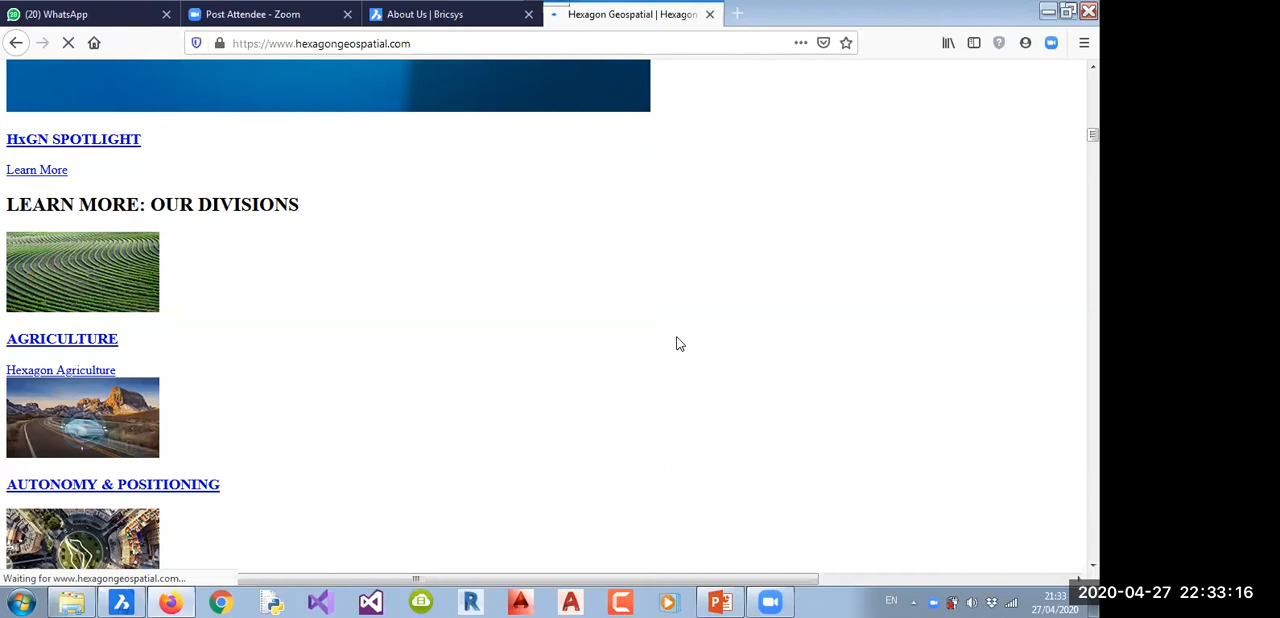 (20) WhatsApp
Post Attendee - Zoom
About Us | Bricsys
Hexagon Geospatial | Hexagon
https://www.hexagongeospatial.com
HxGN SPOTLIGHT
Learn More
LEARN MORE: OUR DIVISIONS
AGRICULTURE
Hexagon Agriculture
AUTONOMY & POSITIONING
Waiting for www.hexagongeospatial.com...
EN
21:33
27/04/2020
2020-04-27 22:33:16